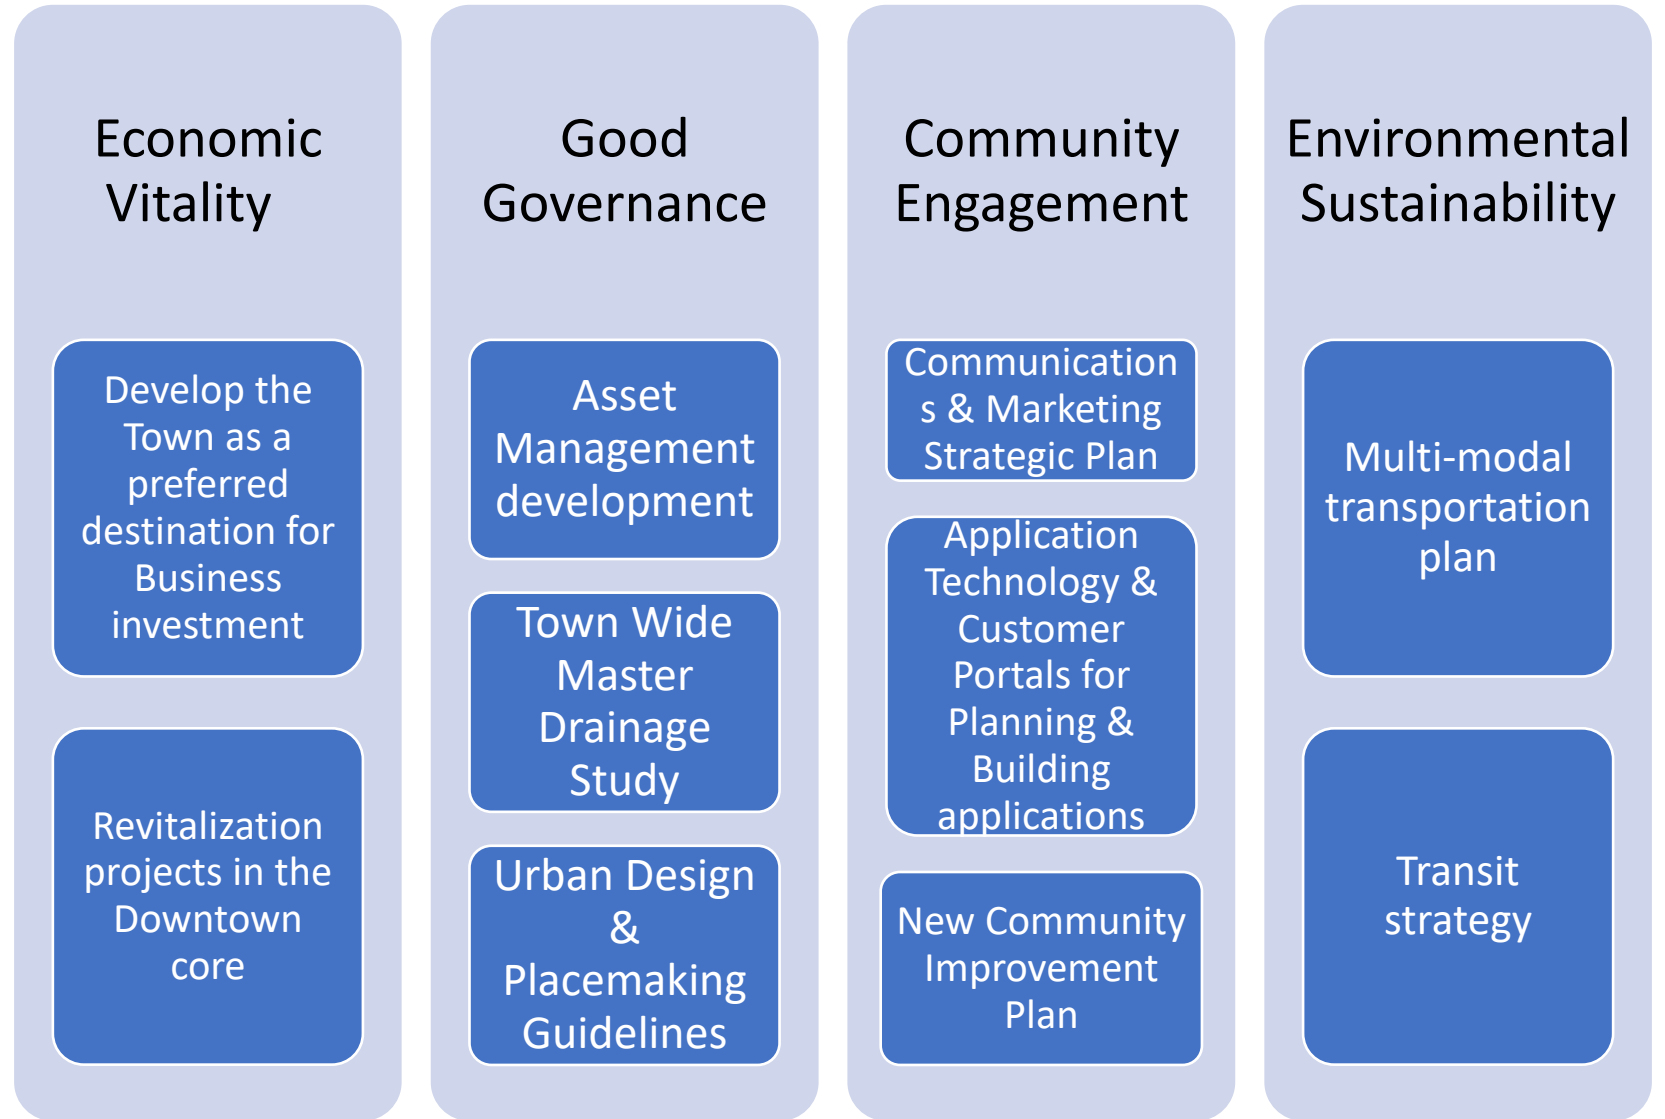 Economic
Vitality
Develop the
Town as a
preferred
destination for
Business
investment
Revitalization
projects in the
Downtown
core
Good
Governance
Asset
Management
development
Town Wide
Master
Drainage
Study
Urban Design
&
Placemaking
Guidelines
Community
Engagement
Communication
s & Marketing
Strategic Plan
Application
Technology &
Customer
Portals for
Planning &
Building
applications
New Community
Improvement
Plan
Environmental
Sustainability
Multi-modal
transportation
plan
Transit
strategy